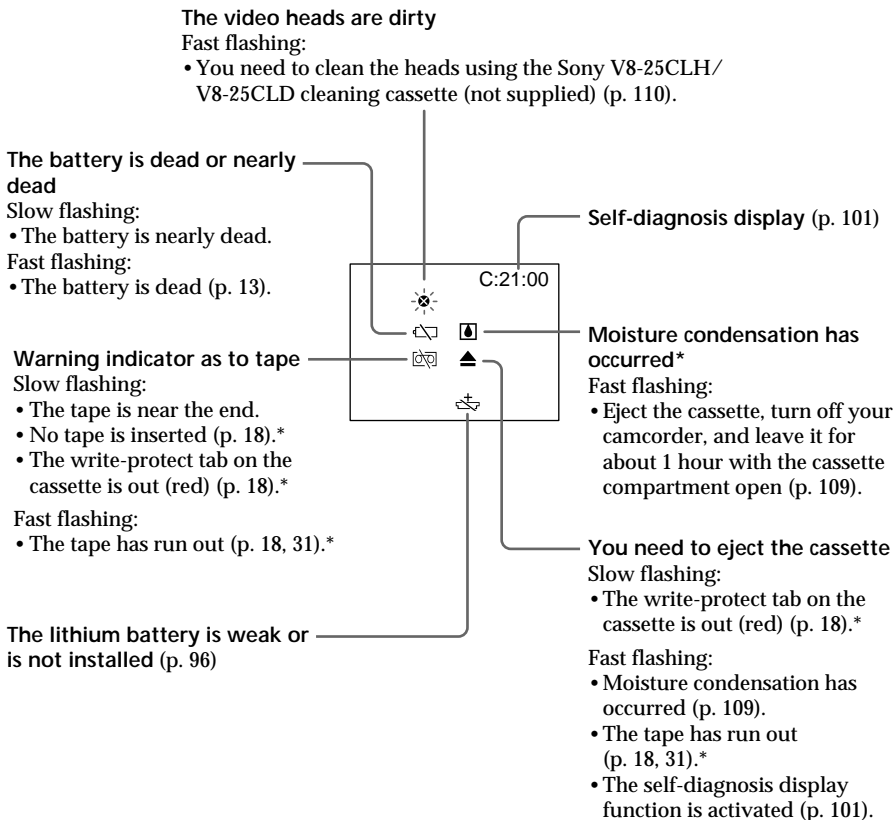 The video heads are dirty
Fast flashing:
• You need to clean the heads using the Sony V8-25CLH/
V8-25CLD cleaning cassette (not supplied) (p. 110).
The battery is dead or nearly
dead
Slow flashing:
• The battery is nearly dead.
Fast flashing:
• The battery is dead (p. 13).
Warning indicator as to tape
Slow flashing:
• The tape is near the end.
• No tape is inserted (p. 18).*
• The write-protect tab on the
cassette is out (red) (p. 18).*
Fast flashing:
• The tape has run out (p. 18, 31).*
The lithium battery is weak or
is not installed (p. 96)
C:21:00
Self-diagnosis display (p. 101)
Moisture condensation has
occurred*
Fast flashing:
• Eject the cassette, turn off your
camcorder, and leave it for
about 1 hour with the cassette
compartment open (p. 109).
You need to eject the cassette
Slow flashing:
• The write-protect tab on the
cassette is out (red) (p. 18).*
Fast flashing:
• Moisture condensation has
occurred (p. 109).
• The tape has run out
(p. 18, 31).*
• The self-diagnosis display
function is activated (p. 101).